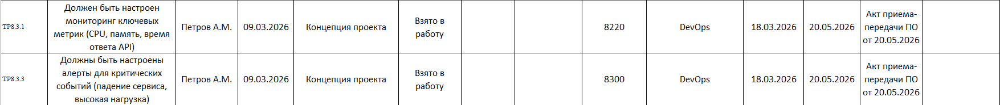 ТР8.3.1
Должен быть настроен
мониторинг ключевых
метрик (CPU, память, время
ответа API)
Петров А.М.
09.03.2026
Концепция проекта
Взято в
работу
8220
DevOps
18.03.2026
20.05.2026
Акт приема-
передачи ПО
от 20.05.2026
ТР8.3.3
Должны быть настроены
алерты для критических
событий (падение сервиса,
высокая нагрузка)
Петров А.М.
09.03.2026
Концепция проекта
Взято в
работу
8300
DevOps
18.03.2026
20.05.2026
Акт приема-
передачи ПО
от 20.05.2026